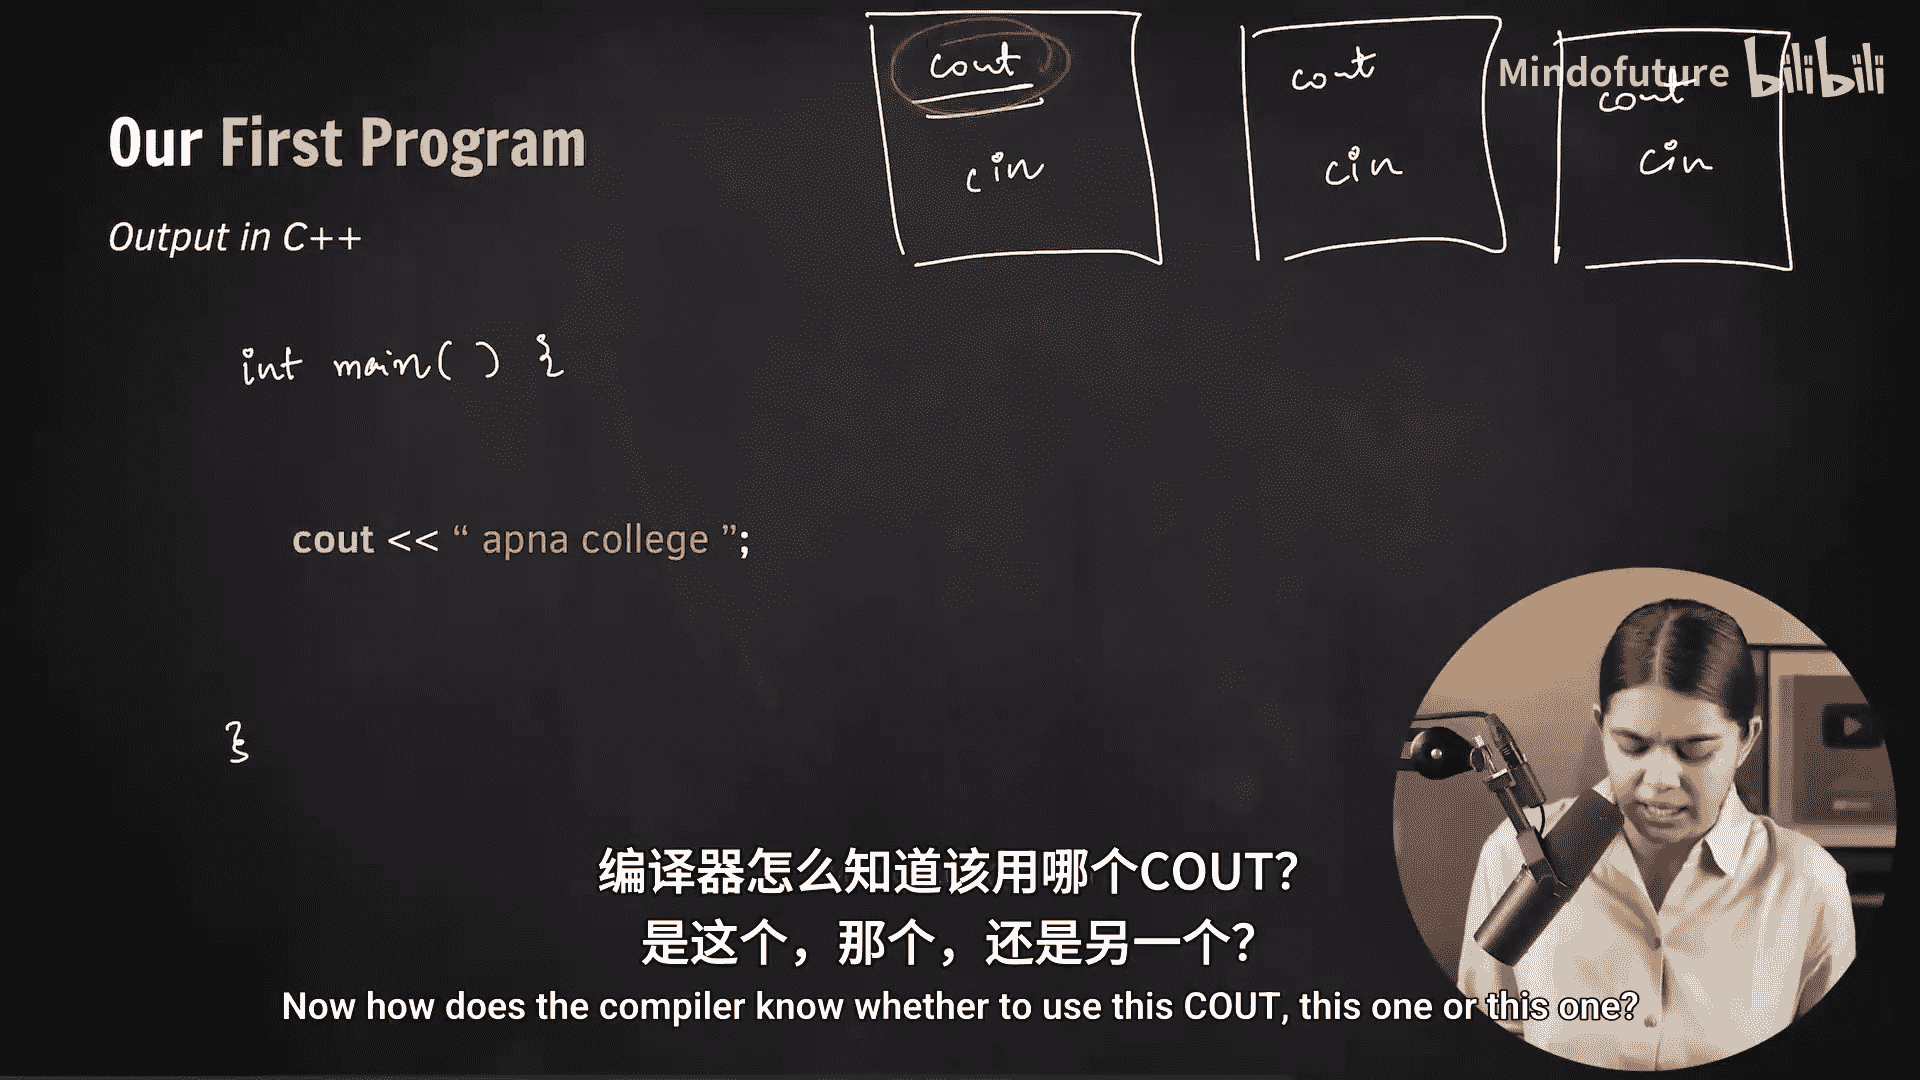 cout
cin
cout
cin
cout
cin
Mindofuture bilibili
Our First Program
Output in C++
int main( ) {
cout << “ apna college ”;
}
编译器怎么知道该用哪个COUT?
是这个，那个，还是另一个?
Now how does the compiler know whether to use this COUT, this one or this one?